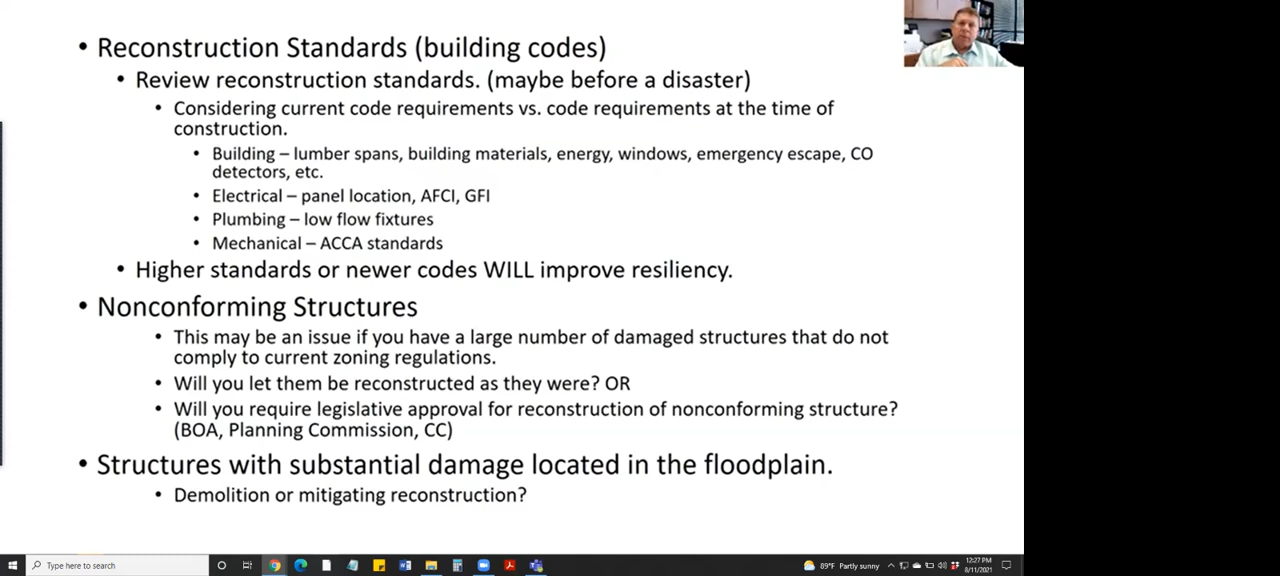 • Reconstruction Standards (building codes)
• Review reconstruction standards. (maybe before a disaster)
• Considering current code requirements vs. code requirements at the time of
construction.
• Building – lumber spans, building materials, energy, windows, emergency escape, CO
detectors, etc.
• Electrical – panel location, AFCI, GFI
• Plumbing – low flow fixtures
• Mechanical – ACCA standards
• Higher standards or newer codes WILL improve resiliency.
• Nonconforming Structures
• This may be an issue if you have a large number of damaged structures that do not
comply to current zoning regulations.
• Will you let them be reconstructed as they were? OR
• Will you require legislative approval for reconstruction of nonconforming structure?
(BOA, Planning Commission, CC)
• Structures with substantial damage located in the floodplain.
• Demolition or mitigating reconstruction?
Type here to search
89°F Partly sunny
12:27 PM
8/11/2021